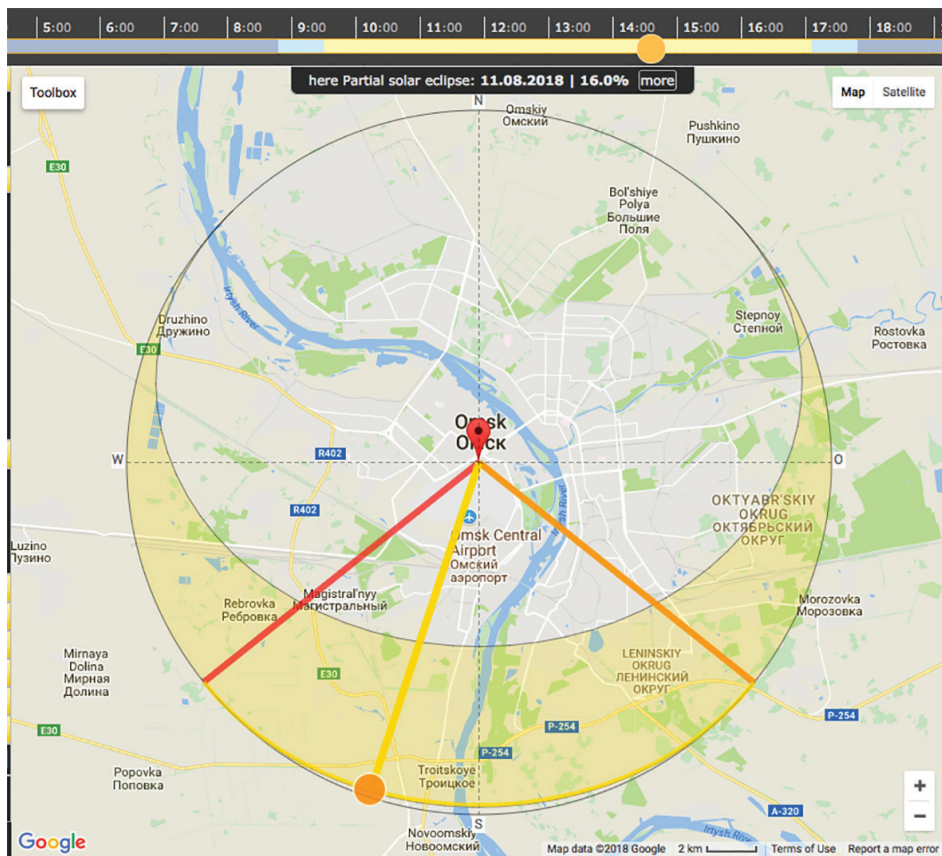 5:00 6:00 7:00 8:00 9:00 10:00 11:00 12:00 13:00 14:00 15:00 16:00 17:00 18:00
here Partial solar eclipse: 11.08.2018 | 16.0% more
Toolbox
Map Satellite
N
Omskiy
Омский
Pushkino
Пушкино
E30
Bol'shiye
Polya
Большие
Поля
Irtysh River
Druzhino
Дружино
Stepnoy
Степной
Rostovka
Ростовка
E30
Omsk
Омск
R402
W
O
R402
OKTYABR'SKIY
OKRUG
ОКТЯБРЬСКИЙ
ОКРУГ
Irtysh River
Omsk Central
Airport
Омский
аэропорт
Luzino
Лузино
Magistral'nyy
Магистральный
Rebrovka
Ребровка
Morozovka
Морозовка
Mirnaya
Dolina
Мирная
Долина
LENINSKIY
OKRUG
ЛЕНИНСКИЙ
ОКРУГ
E30
P-254
E30
P-254
Popovka
Поповка
Troitskoye
Троицкое
+
A-320
S
−
Irtysh River
Novoomskiy
Новоомский
Google
Map data ©2018 Google 2 km Terms of Use Report a map error